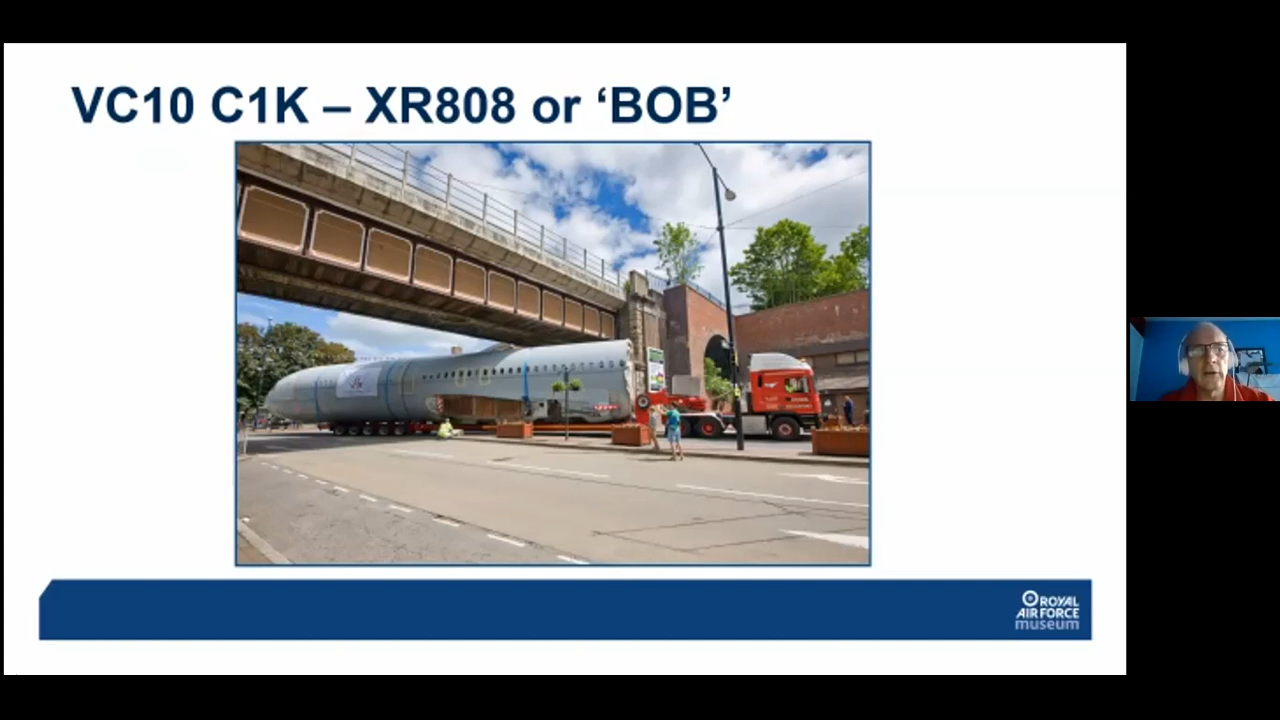 VC10 C1K – XR808 or ‘BOB’
ROYAL
AIR FORCE
museum